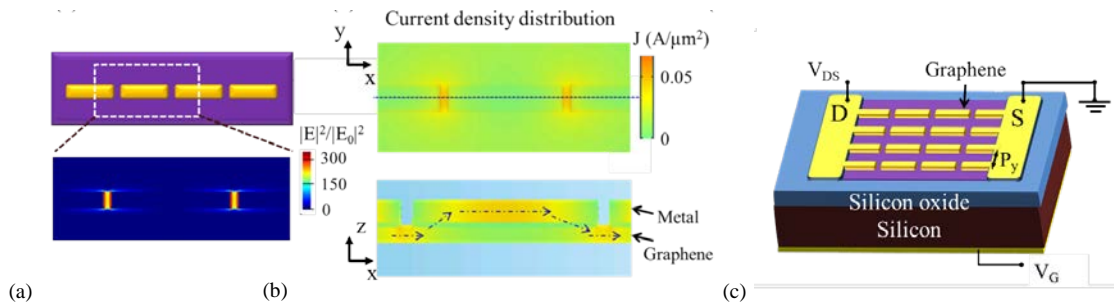 (a)
|E|²/|E₀|²
300
150
0
(b)
Current density distribution
y
x
J (A/µm²)
0.05
0
z
x
Metal
Graphene
(c)
V_DS
Graphene
D
S
P_y
Silicon oxide
Silicon
V_G